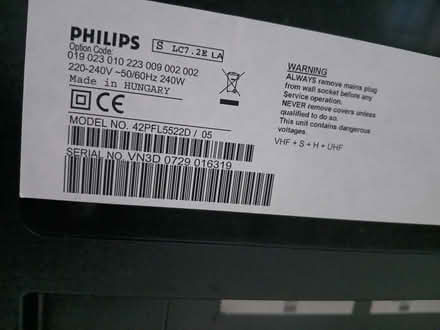 PHILIPS
S LC7.2E LA
Option Code:
019 023 010 223 009 002 002
220-240V ~50/60Hz 240W
Made in HUNGARY
CE
MODEL NO. 42PFL5522D / 05
SERIAL NO. VN3D 0729 016319
WARNING
ALWAYS remove mains plug
from wall socket before any
Service operation.
NEVER remove covers unless
qualified to do so.
This unit contains dangerous
voltages.
VHF + S + H + UHF